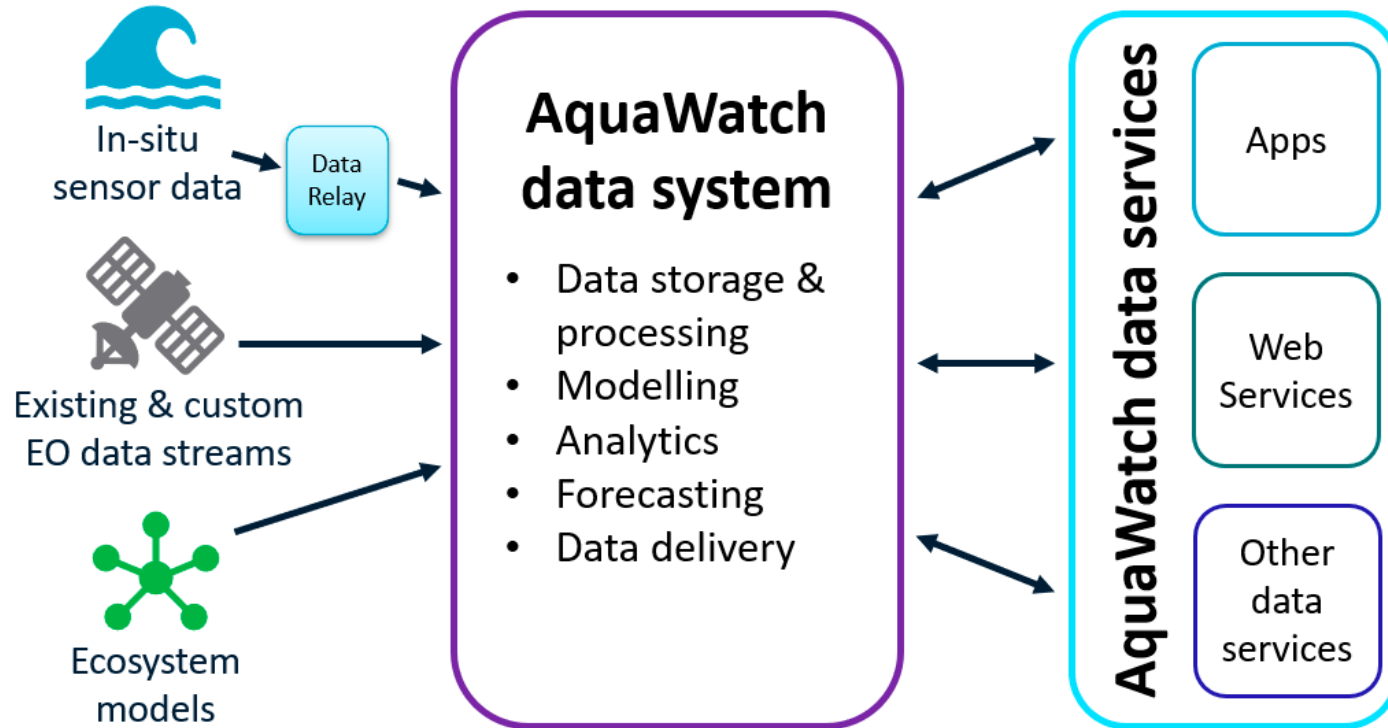 In-situ
sensor data
Data
Relay
Existing & custom
EO data streams
Ecosystem
models
AquaWatch
data system
• Data storage &
processing
• Modelling
• Analytics
• Forecasting
• Data delivery
AquaWatch data services
Apps
Web
Services
Other
data
services